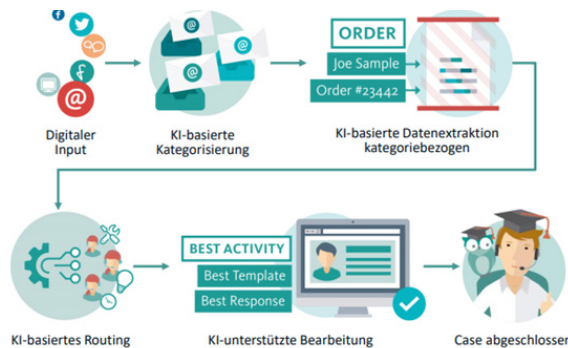 ORDER
Joe Sample
Order #23442
Digitaler
Input
KI-basierte
Kategorisierung
KI-basierte Datenextraktion
kategoriebezogen
BEST ACTIVITY
Best Template
Best Response
KI-basiertes Routing
KI-unterstützte Bearbeitung
Case abgeschlossen